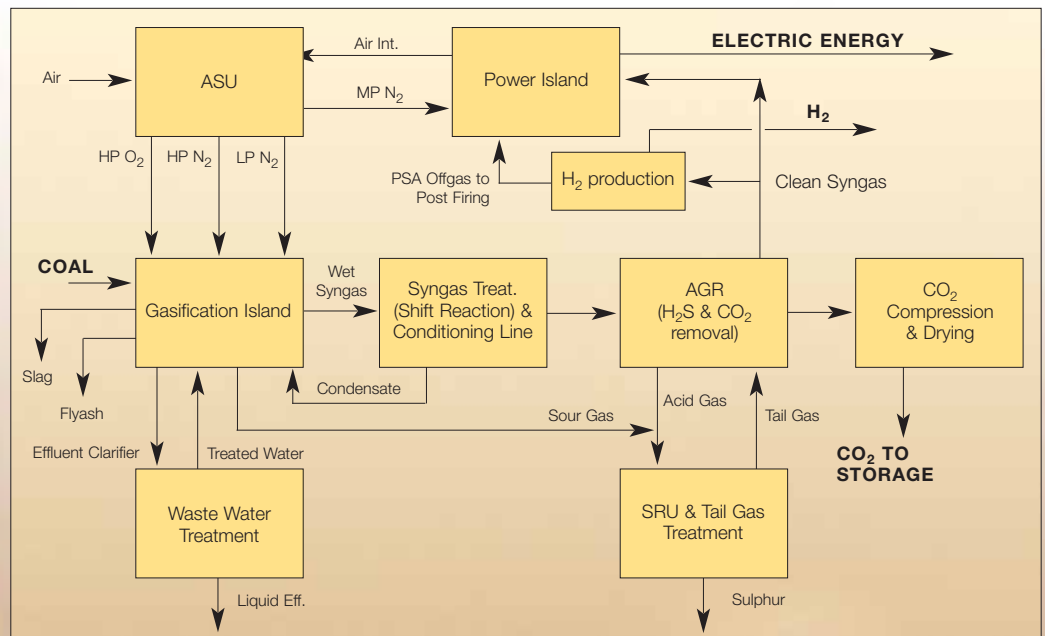 Air Int.
ELECTRIC ENERGY
Air
ASU
Power Island
MP N₂
H₂
HP O₂
HP N₂
LP N₂
PSA Offgas to
Post Firing
H₂ production
Clean Syngas
COAL
Gasification Island
Wet
Syngas
Syngas Treat.
(Shift Reaction) &
Conditioning Line
AGR
(H₂S & CO₂
removal)
CO₂
Compression
& Drying
Slag
Flyash
Condensate
Sour Gas
Acid Gas
Tail Gas
Effluent Clarifier
Treated Water
CO₂ TO
STORAGE
Waste Water
Treatment
SRU & Tail Gas
Treatment
Liquid Eff.
Sulphur